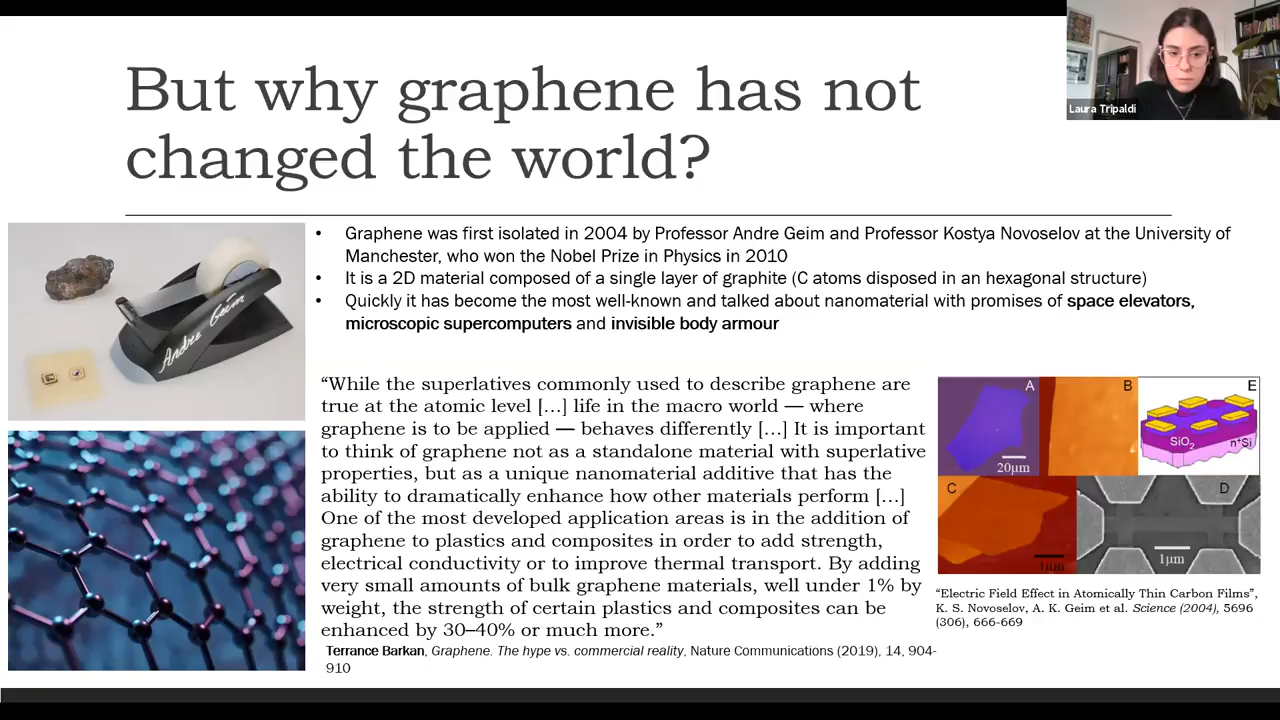 But why graphene has not
changed the world?
Laura Tripaldi
• Graphene was first isolated in 2004 by Professor Andre Geim and Professor Kostya Novoselov at the University of
Manchester, who won the Nobel Prize in Physics in 2010
• It is a 2D material composed of a single layer of graphite (C atoms disposed in an hexagonal structure)
• Quickly it has become the most well-known and talked about nanomaterial with promises of space elevators,
microscopic supercomputers and invisible body armour
Andre Geim
“While the superlatives commonly used to describe graphene are
true at the atomic level [...] life in the macro world — where
graphene is to be applied — behaves differently [...] It is important
to think of graphene not as a standalone material with superlative
properties, but as a unique nanomaterial additive that has the
ability to dramatically enhance how other materials perform [...]
One of the most developed application areas is in the addition of
graphene to plastics and composites in order to add strength,
electrical conductivity or to improve thermal transport. By adding
very small amounts of bulk graphene materials, well under 1% by
weight, the strength of certain plastics and composites can be
enhanced by 30–40% or much more.”
Terrance Barkan, Graphene. The hype vs. commercial reality, Nature Communications (2019), 14, 904-
910
A
20μm
B
E
SiO2
n+Si
C
1μm
D
1μm
“Electric Field Effect in Atomically Thin Carbon Films”,
K. S. Novoselov, A. K. Geim et al. Science (2004), 5696
(306), 666-669